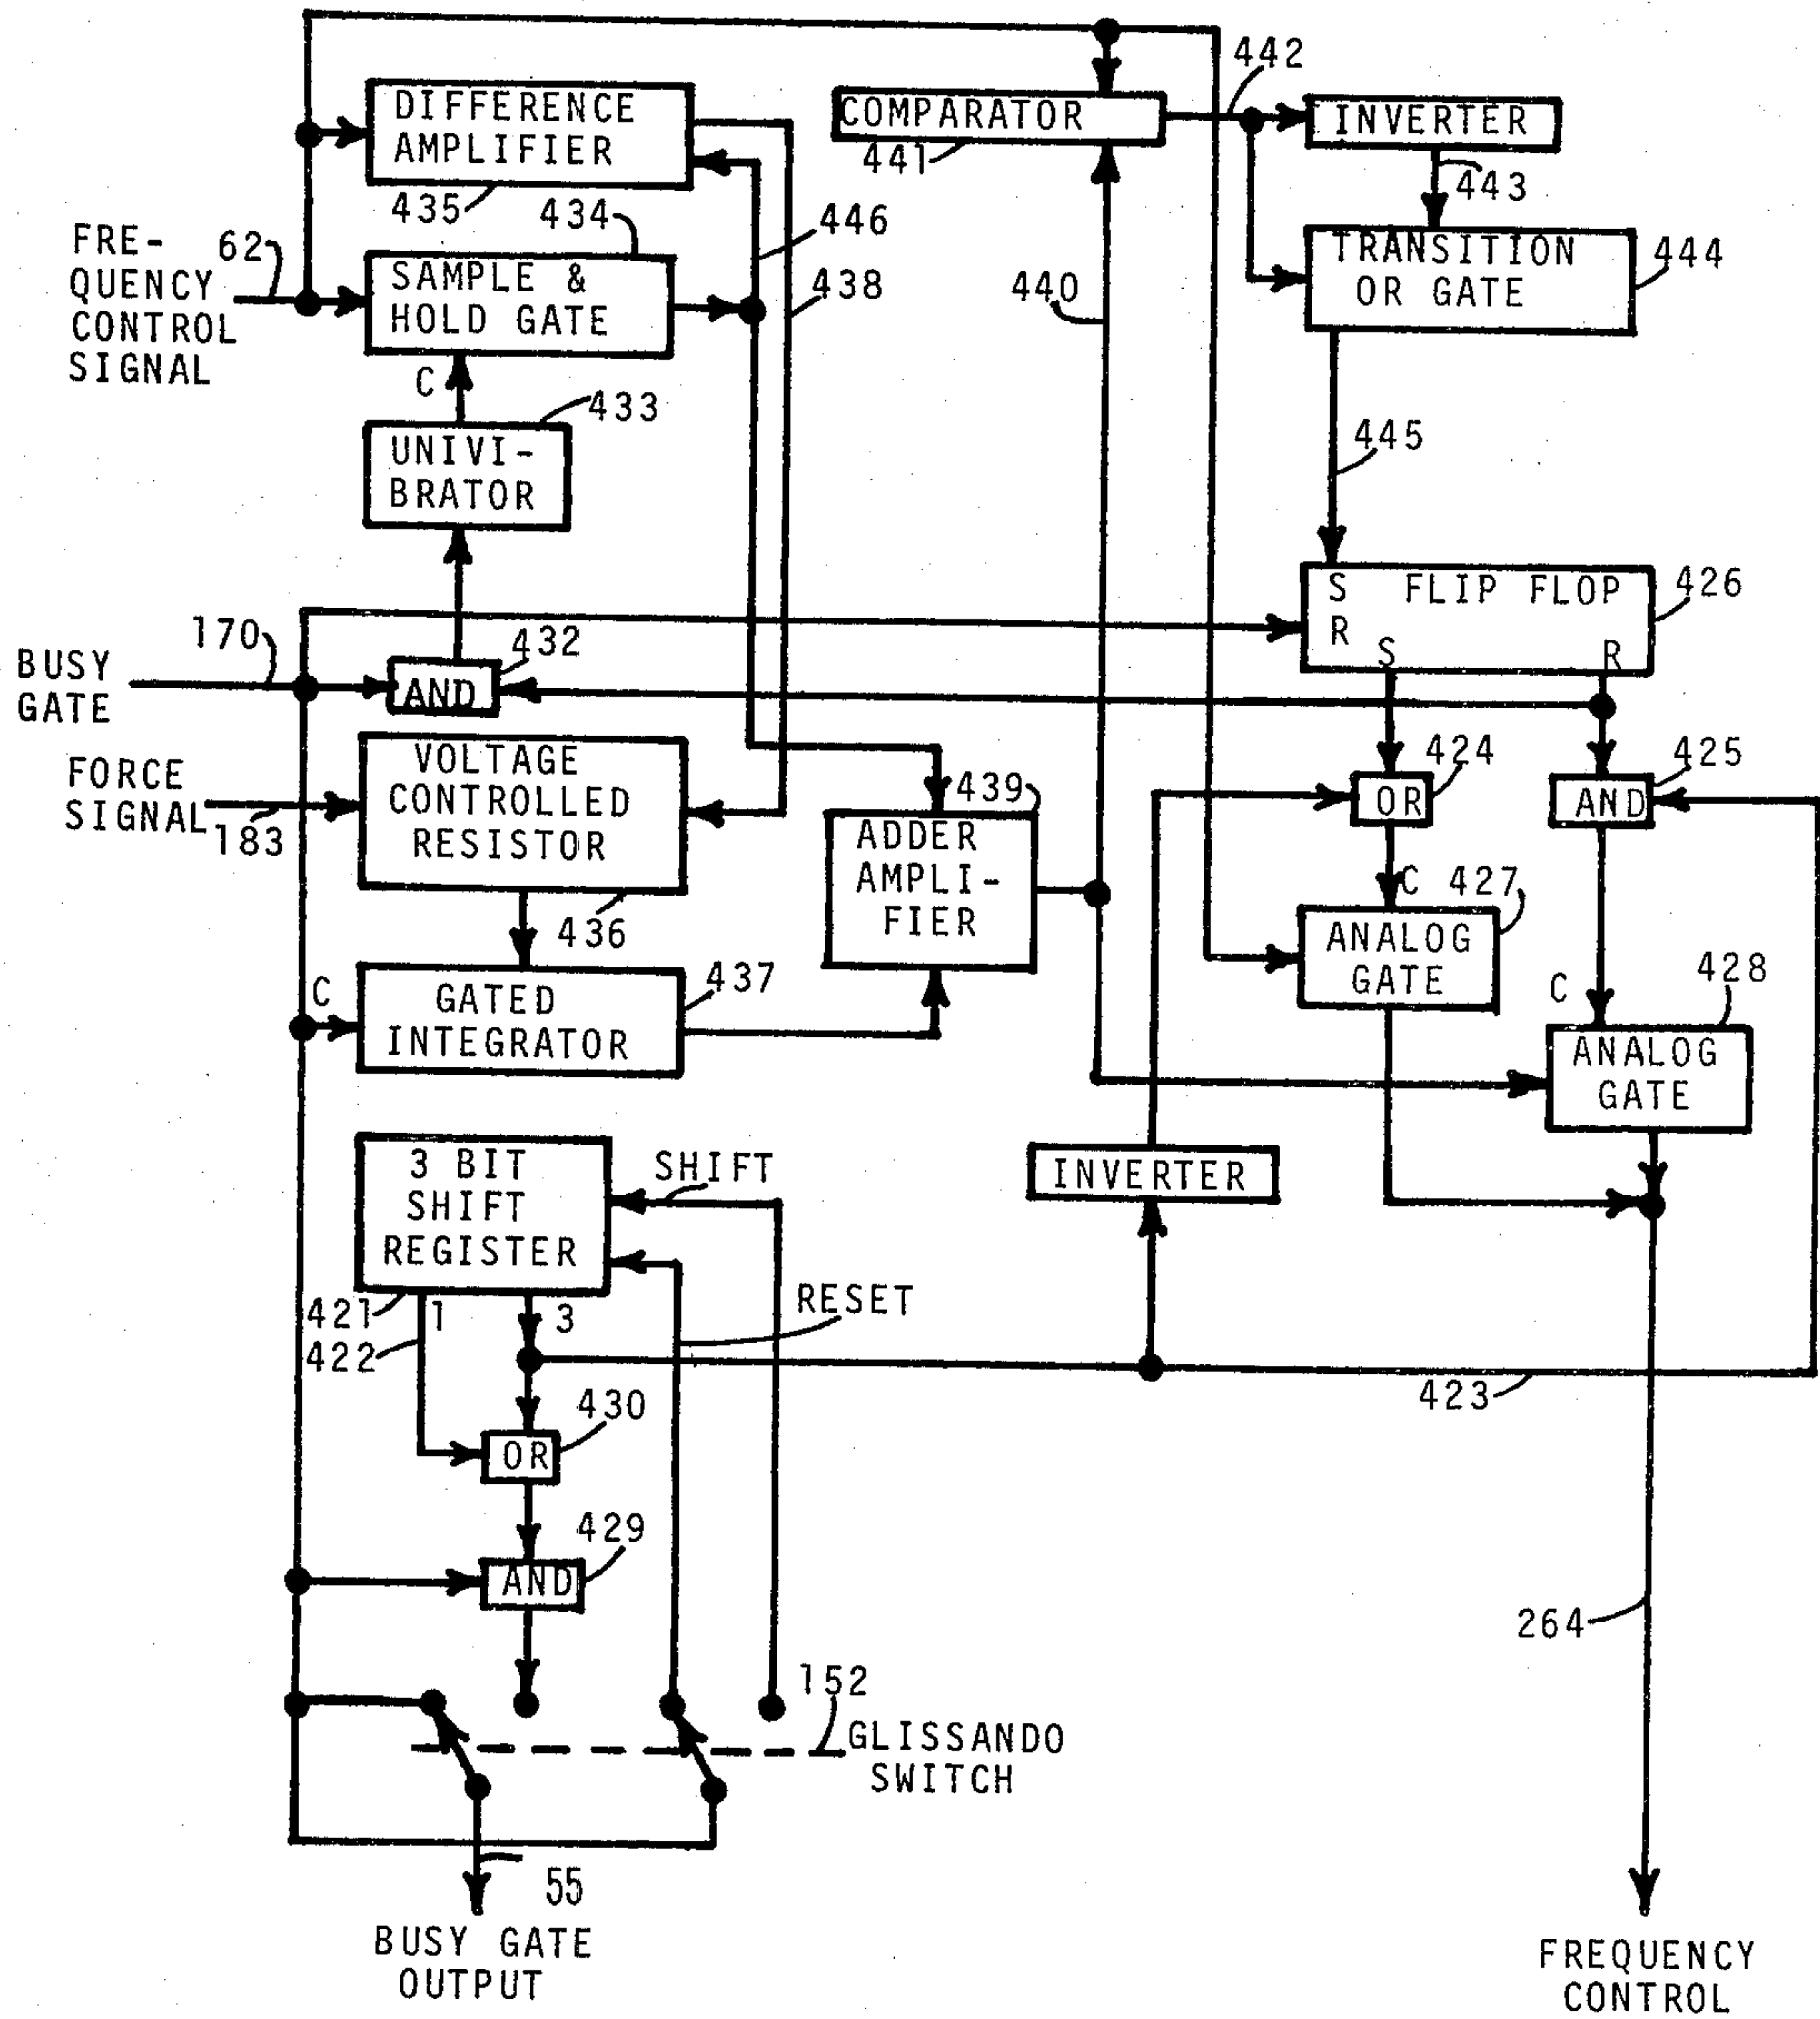 442
DIFFERENCE
AMPLIFIER
COMPARATOR
INVERTER
441
443
435
434
446
FRE-
QUENCY
CONTROL
SIGNAL
62
SAMPLE &
HOLD GATE
438
440
TRANSITION
OR GATE
444
C
433
UNIVI-
BRATOR
445
S
FLIP FLOP
R
S
R
426
170
432
BUSY
GATE
AND
FORCE
SIGNAL
183
VOLTAGE
CONTROLLED
RESISTOR
424
425
OR
AND
439
ADDER
AMPLI-
FIER
436
C
427
ANALOG
GATE
C
GATED
INTEGRATOR
437
C
428
ANALOG
GATE
3 BIT
SHIFT
REGISTER
SHIFT
INVERTER
RESET
421
1
3
422
423
430
OR
429
AND
264
152
GLISSANDO
SWITCH
55
BUSY GATE
OUTPUT
FREQUENCY
CONTROL